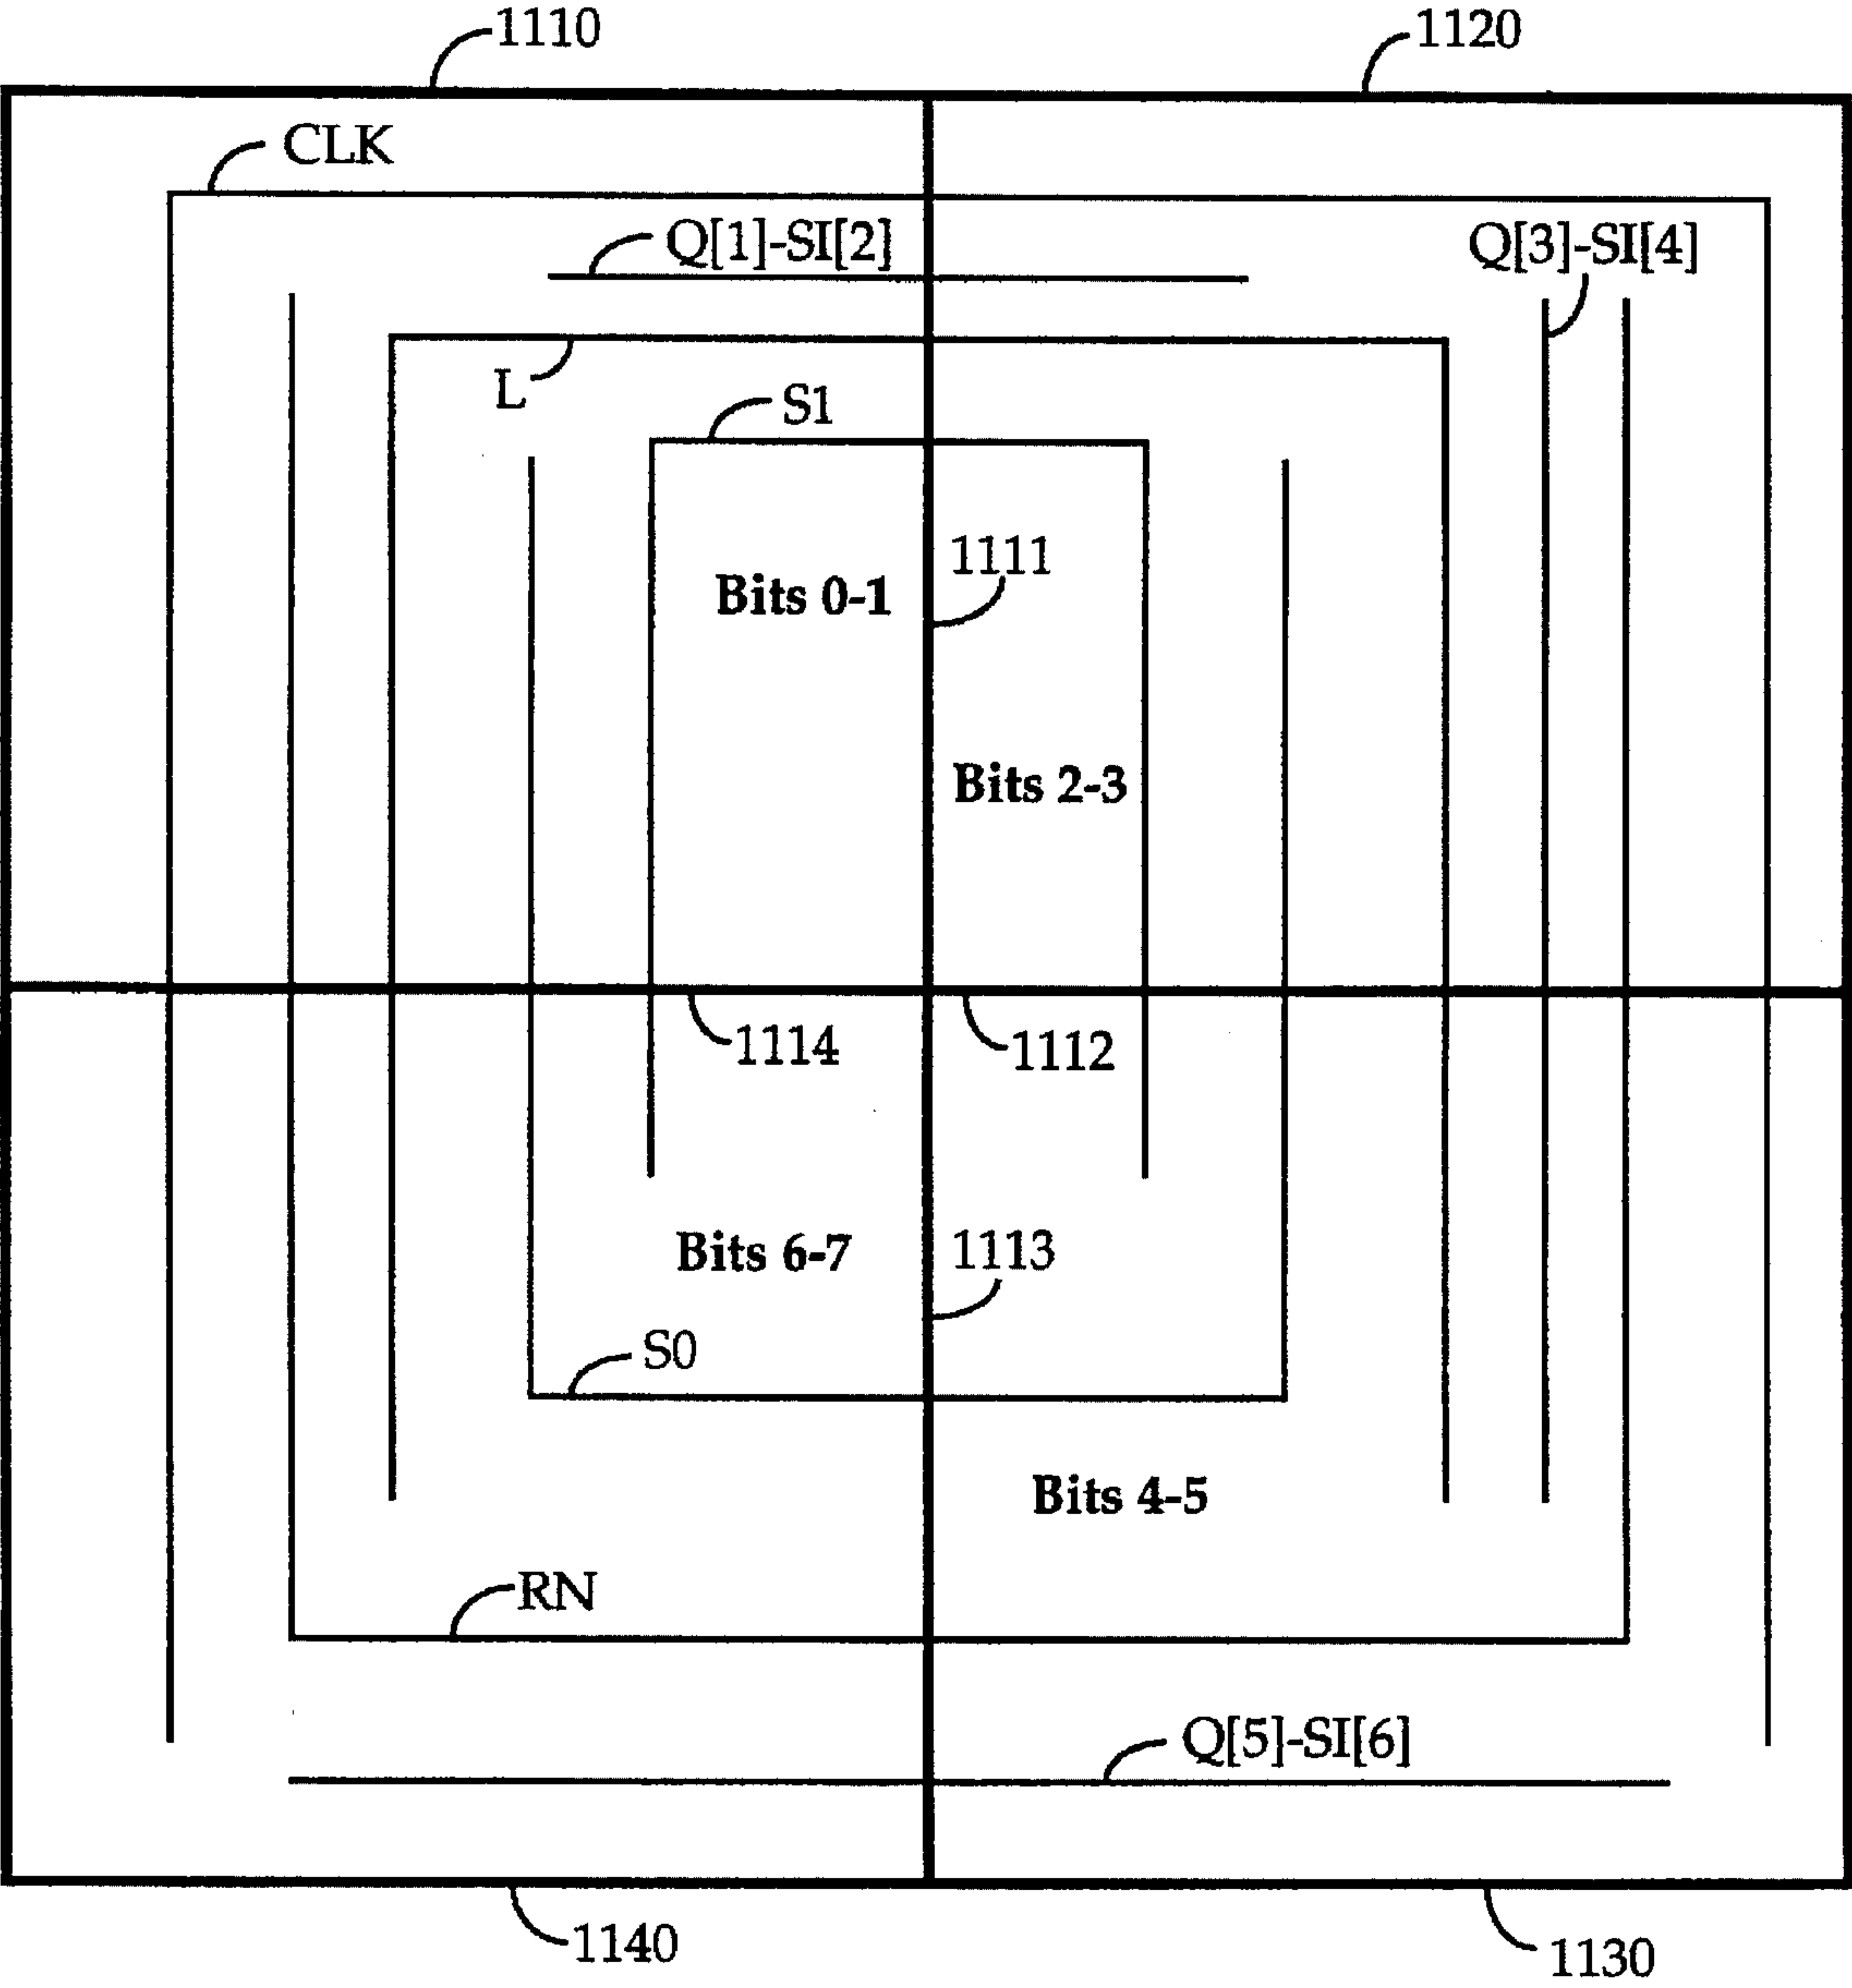 1110
1120
CLK
Q[1]-SI[2]
Q[3]-SI[4]
L
S1
1111
Bits 0-1
Bits 2-3
1114
1112
Bits 6-7
1113
S0
Bits 4-5
RN
Q[5]-SI[6]
1140
1130